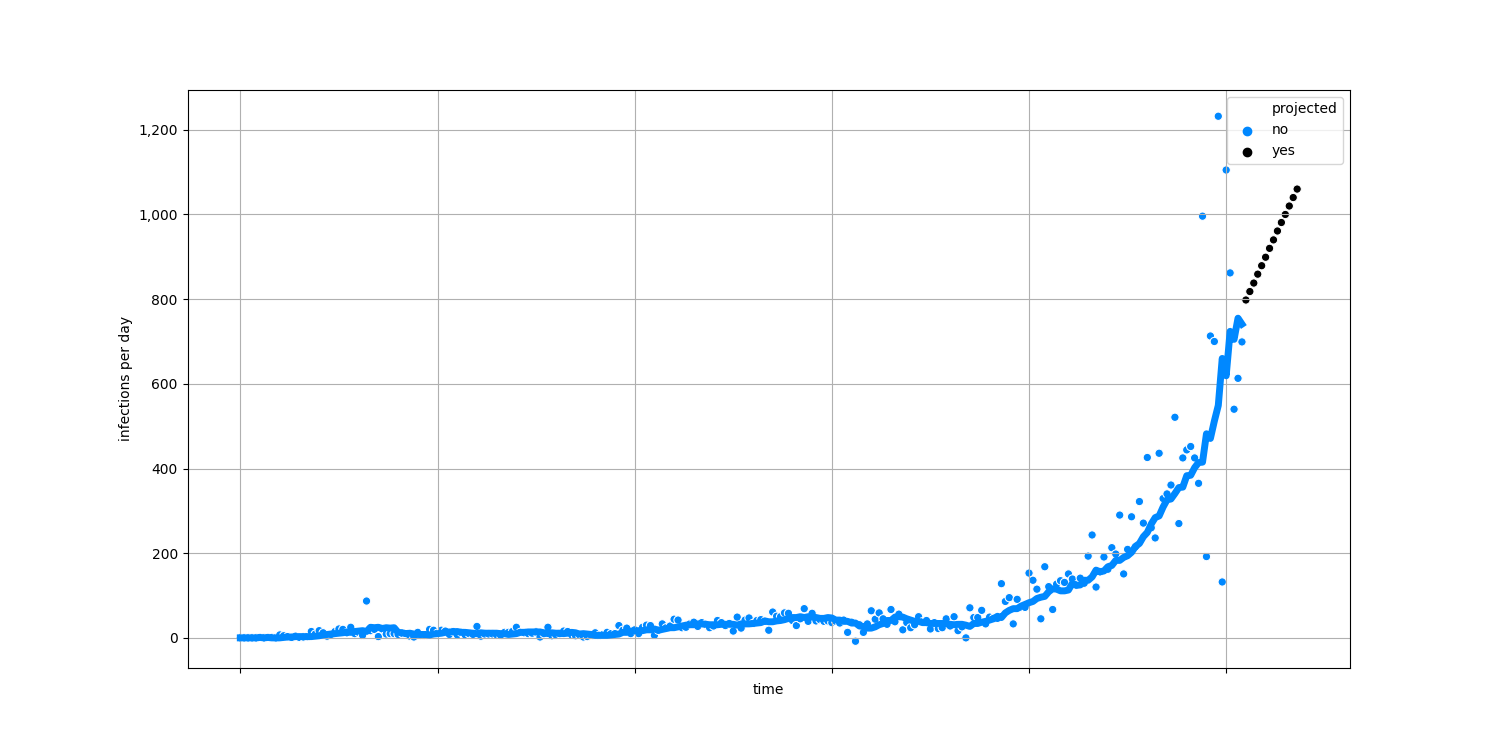 projected
no
yes
1,200
1,000
800
600
400
200
0
infections per day
time